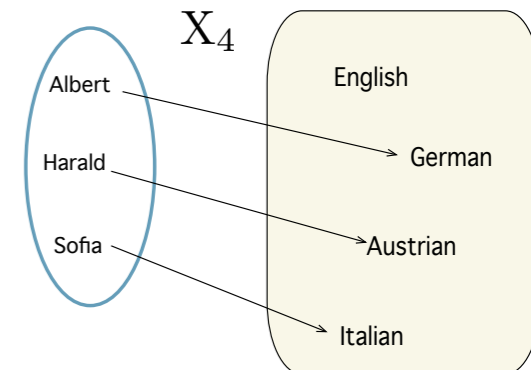 X4
Albert
English
German
Harald
Sofia
Austrian
Italian